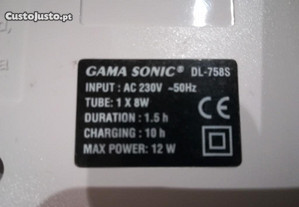 GAMA SONIC® DL-758S
INPUT : AC 230V ~50Hz
TUBE: 1 X 8W
DURATION : 1.5 h
CHARGING : 10 h
MAX POWER: 12 W
CE
CustoJusto.pt